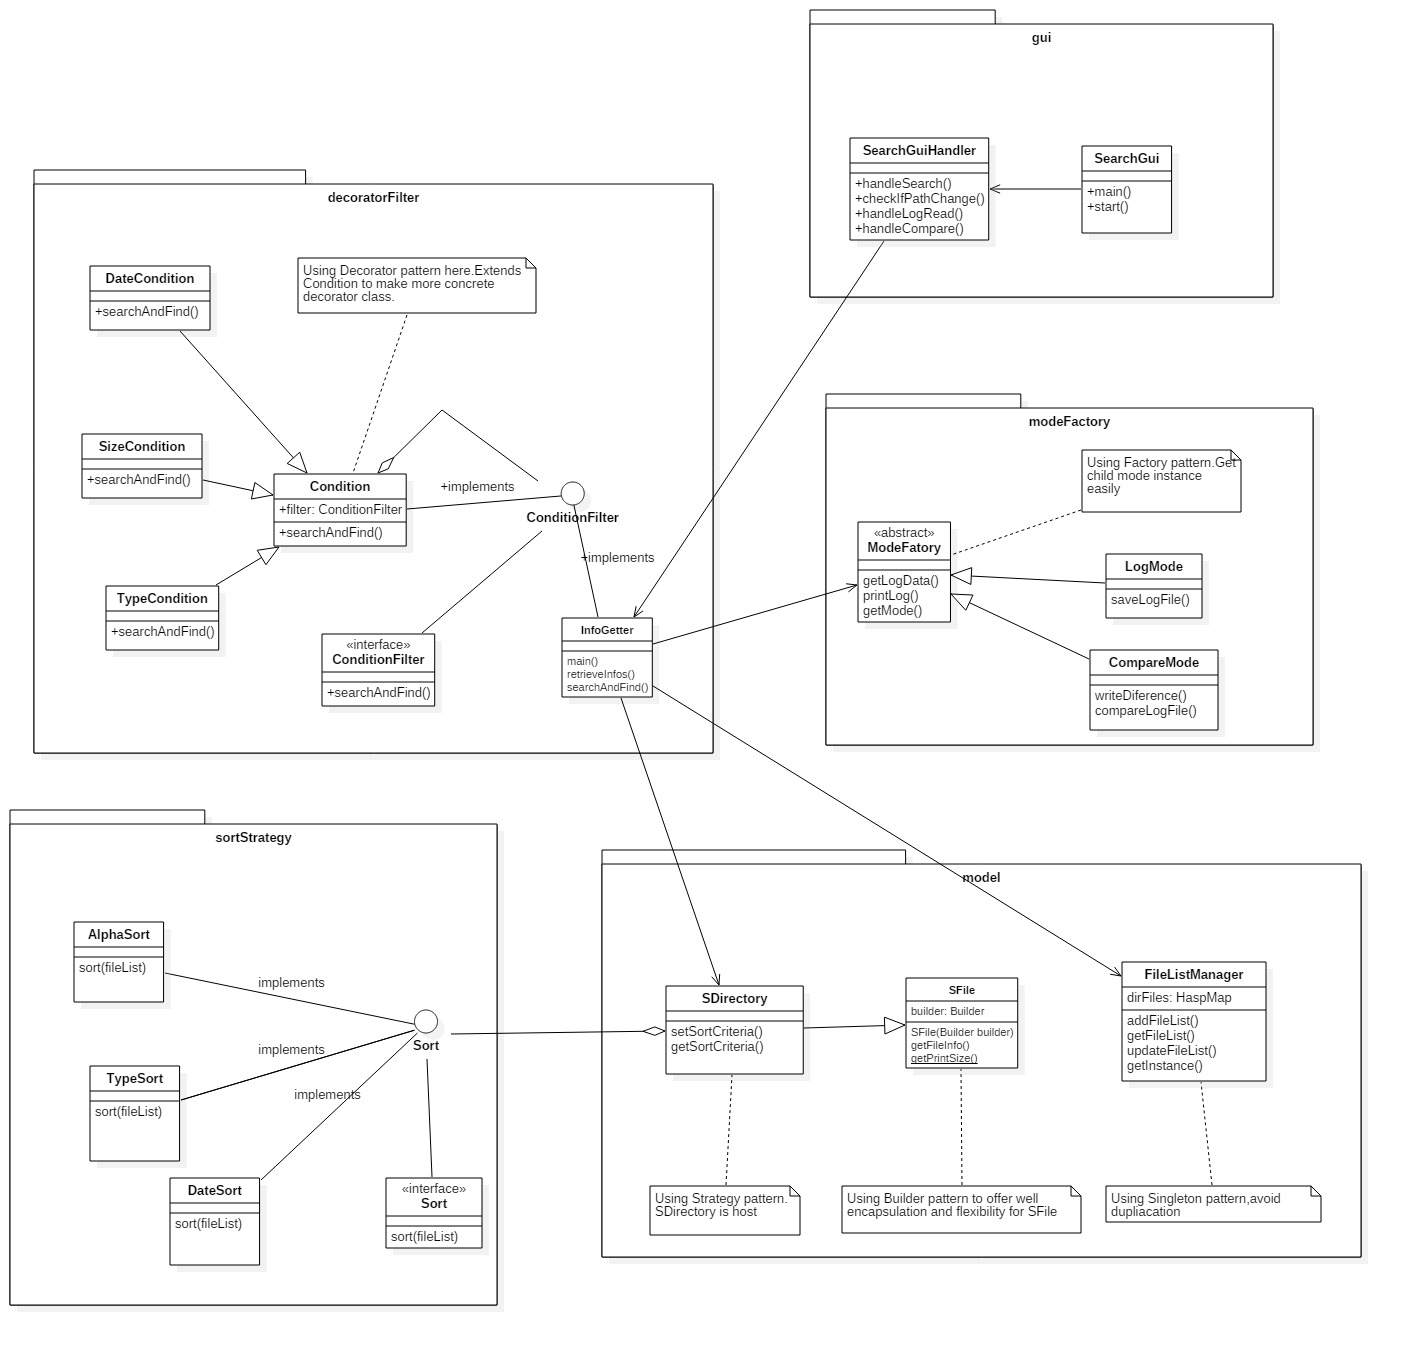 gui
SearchGuiHandler
+handleSearch()
+checkIfPathChange()
+handleLogRead()
+handleCompare()
SearchGui
+main()
+start()
decoratorFilter
DateCondition
+searchAndFind()
Using Decorator pattern here.Extends
Condition to make more concrete
decorator class.
SizeCondition
+searchAndFind()
Condition
+filter: ConditionFilter
+searchAndFind()
+implements
ConditionFilter
+implements
TypeCondition
+searchAndFind()
«interface»
ConditionFilter
+searchAndFind()
InfoGetter
main()
retrieveInfos()
searchAndFind()
modeFactory
Using Factory pattern.Get
child mode instance
easily
«abstract»
ModeFatory
getLogData()
printLog()
getMode()
LogMode
saveLogFile()
CompareMode
writeDiference()
compareLogFile()
sortStrategy
AlphaSort
sort(fileList)
implements
implements
implements
Sort
TypeSort
sort(fileList)
DateSort
sort(fileList)
«interface»
Sort
sort(fileList)
model
SDirectory
setSortCriteria()
getSortCriteria()
SFile
builder: Builder
SFile(Builder builder)
getFileInfo()
getPrintSize()
FileListManager
dirFiles: HaspMap
addFileList()
getFileList()
updateFileList()
getInstance()
Using Strategy pattern.
SDirectory is host
Using Builder pattern to offer well
encapsulation and flexibility for SFile
Using Singleton pattern,avoid
dupliacation